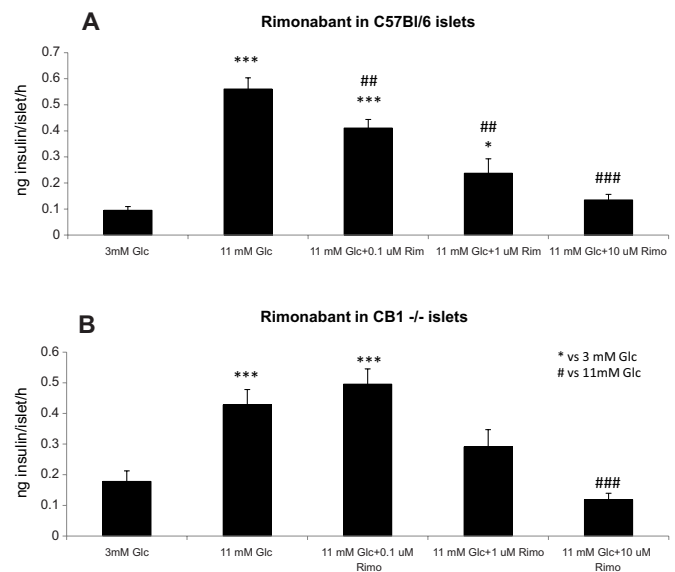 A
Rimonabant in C57Bl/6 islets
ng insulin/islet/h
0.7
0.6
0.5
0.4
0.3
0.2
0.1
0
***
##
***
##
*
###
3mM Glc
11 mM Glc
11 mM Glc+0.1 uM Rim
11 mM Glc+1 uM Rim
11 mM Glc+10 uM Rimo
B
Rimonabant in CB1 -/- islets
ng insulin/islet/h
0.6
0.5
0.4
0.3
0.2
0.1
0
***
***
###
* vs 3 mM Glc
# vs 11mM Glc
3mM Glc
11 mM Glc
11 mM Glc+0.1 uM
Rimo
11 mM Glc+1 uM Rimo
11 mM Glc+10 uM
Rimo